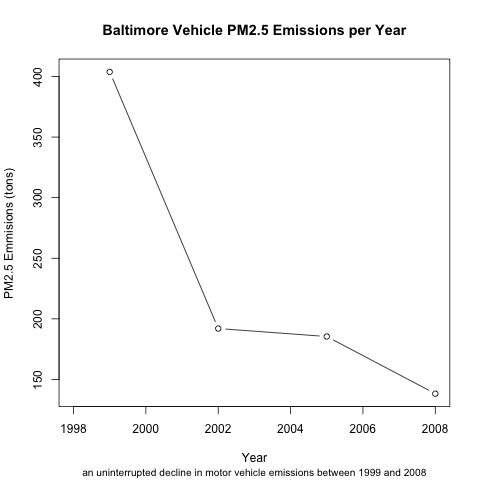 Baltimore Vehicle PM2.5 Emissions per Year
PM2.5 Emmisions (tons)
400
350
300
250
200
150
1998 2000 2002 2004 2006 2008
Year
an uninterrupted decline in motor vehicle emissions between 1999 and 2008